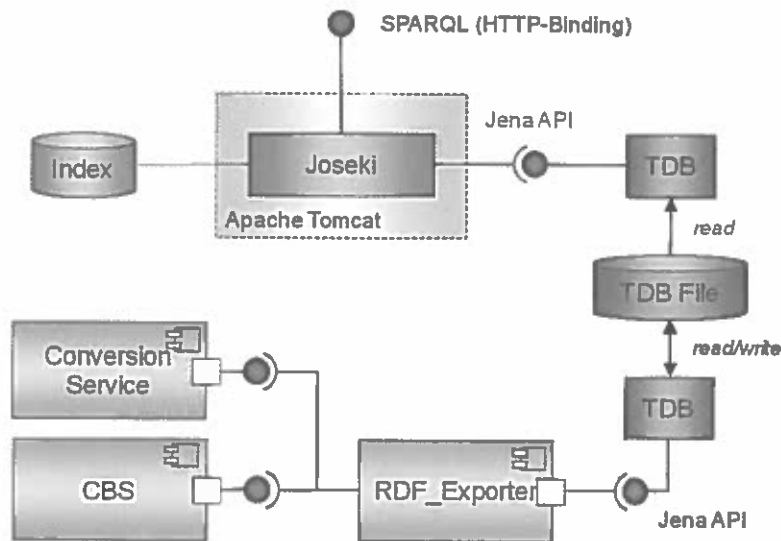 SPARQL (HTTP-Binding)
Jena API
Index
Joseki
TDB
Apache Tomcat
read
TDB File
Conversion
Service
read/write
TDB
CBS
RDF_Exporter
Jena API